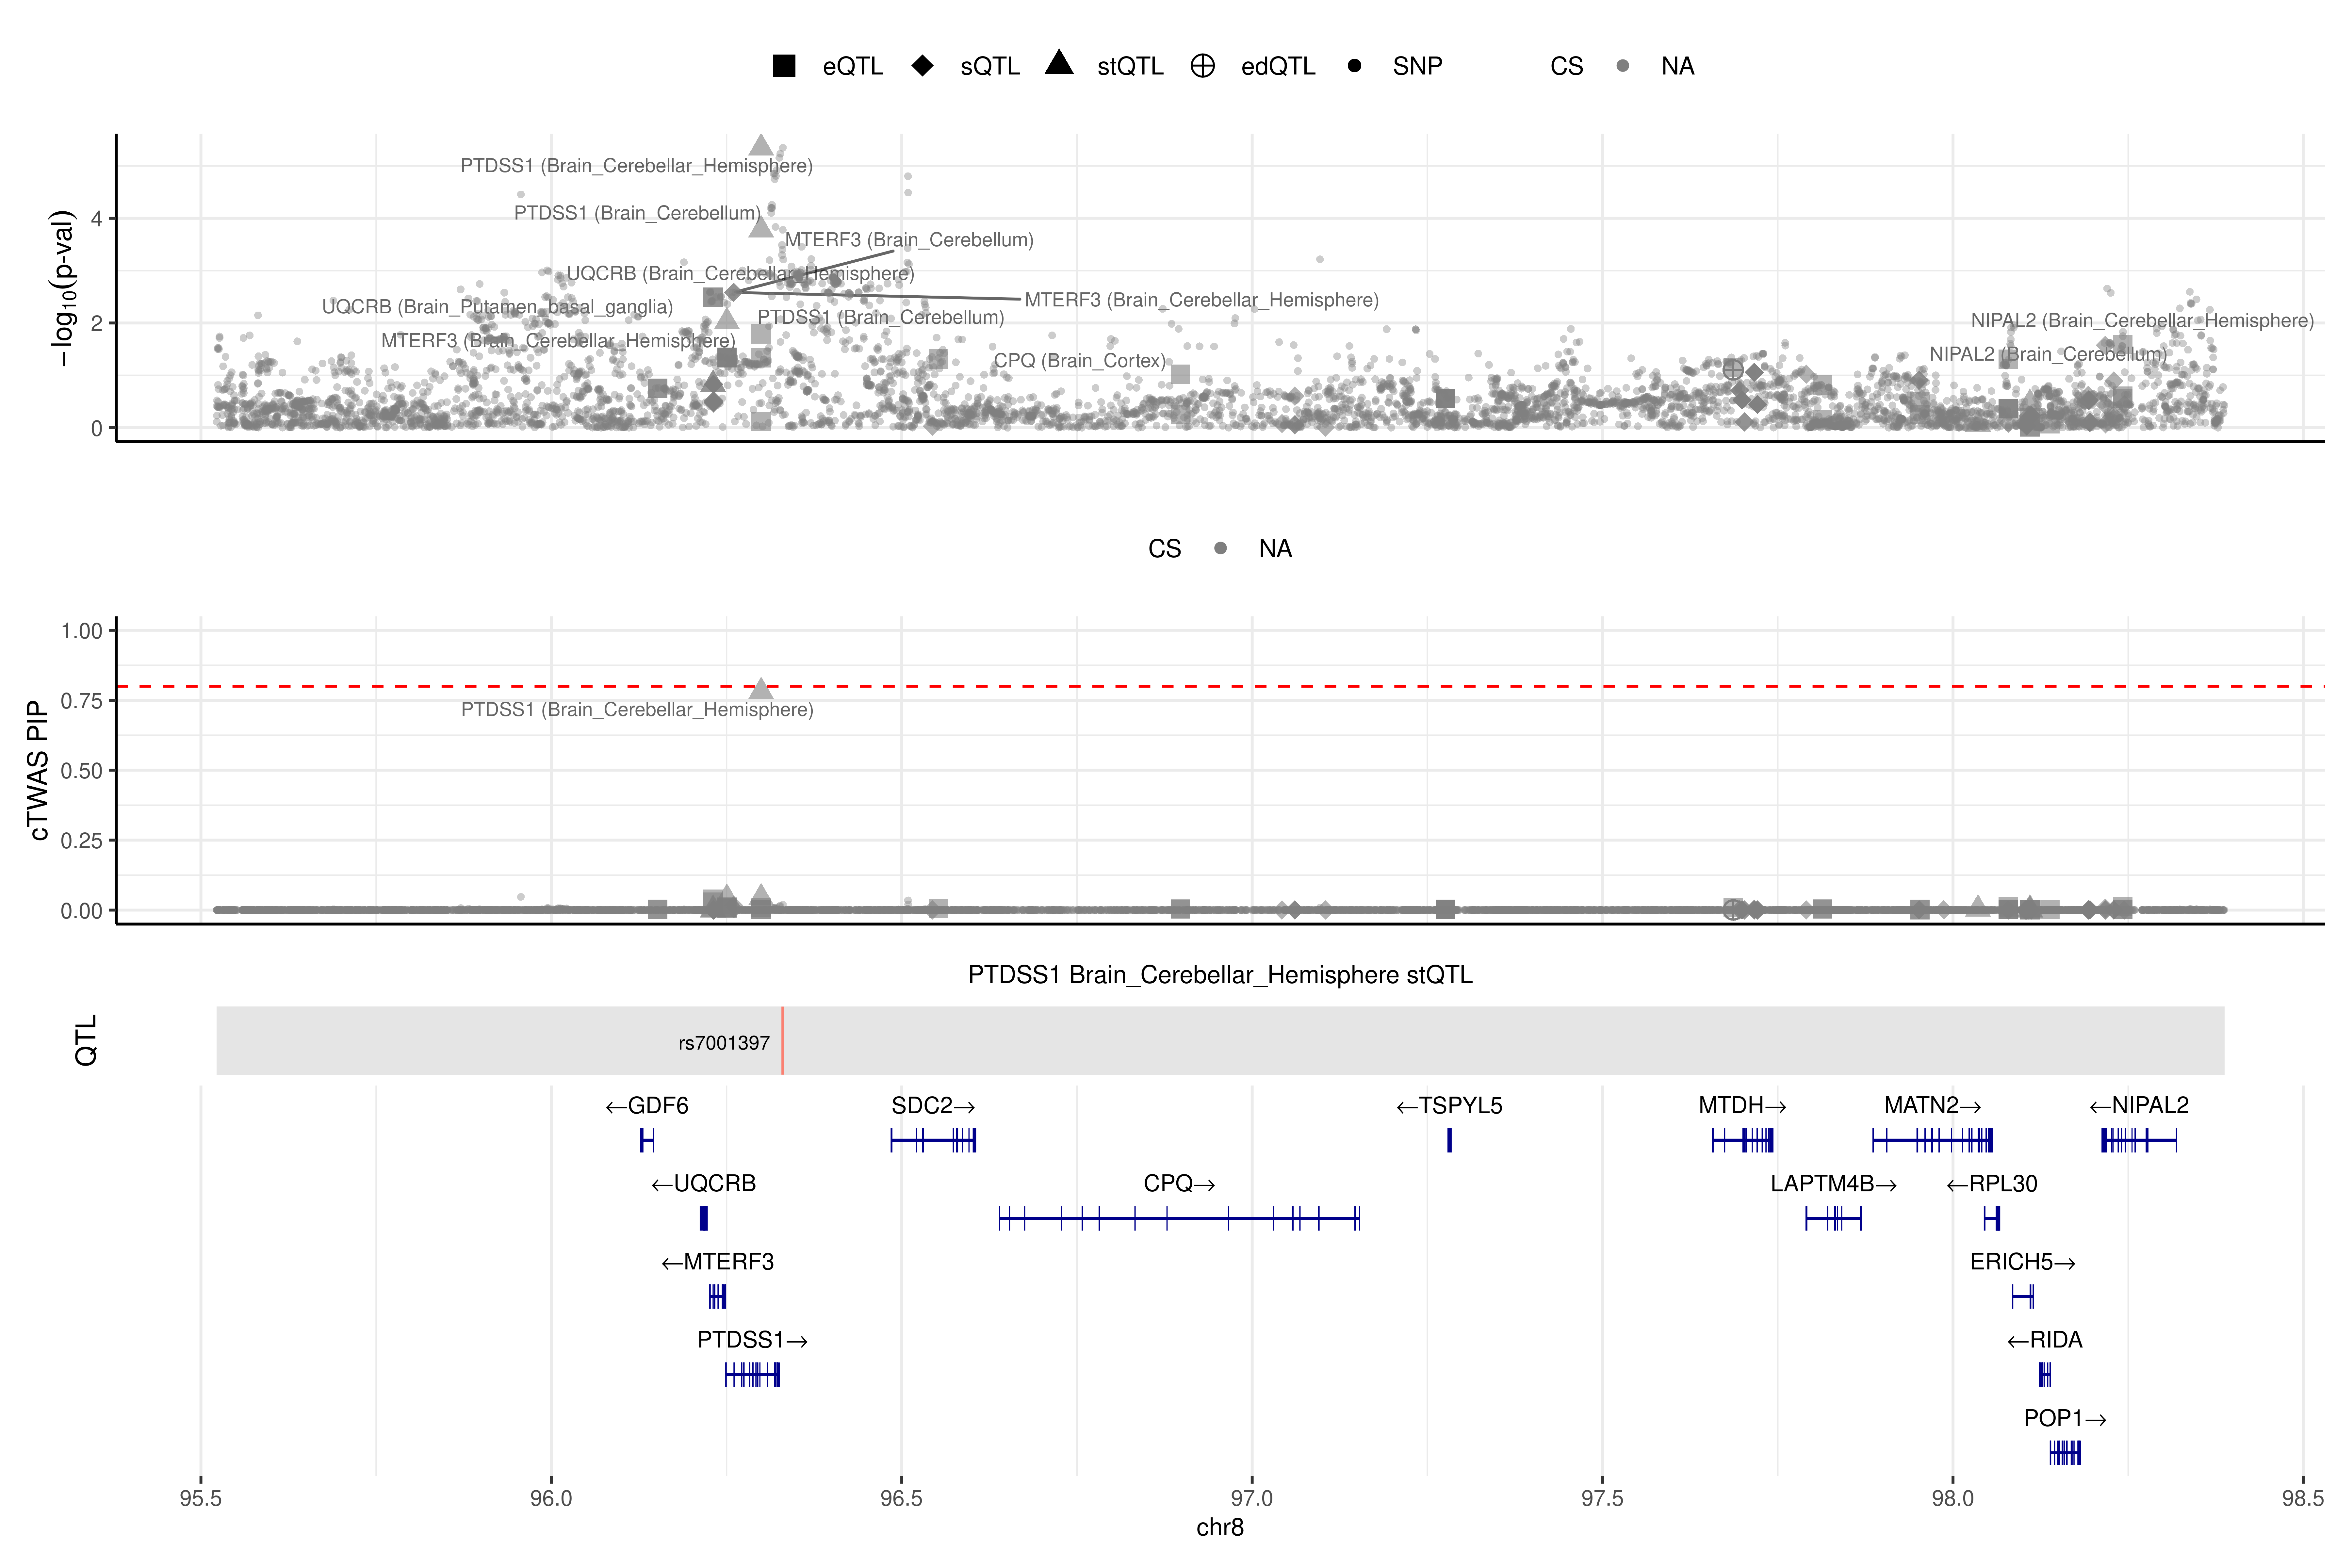 eQTL sQTL stQTL edQTL SNP CS NA
−log10(p-val)
4
2
0
PTDSS1 (Brain_Cerebellar_Hemisphere)
PTDSS1 (Brain_Cerebellum)
MTERF3 (Brain_Cerebellum)
UQCRB (Brain_Cerebellar_Hemisphere)
MTERF3 (Brain_Cerebellar_Hemisphere)
UQCRB (Brain_Putamen_basal_ganglia)
PTDSS1 (Brain_Cerebellum)
NIPAL2 (Brain_Cerebellar_Hemisphere)
MTERF3 (Brain_Cerebellar_Hemisphere)
CPQ (Brain_Cortex)
NIPAL2 (Brain_Cerebellum)
CS NA
cTWAS PIP
1.00
0.75
0.50
0.25
0.00
PTDSS1 (Brain_Cerebellar_Hemisphere)
PTDSS1 Brain_Cerebellar_Hemisphere stQTL
QTL
rs7001397
←GDF6 SDC2→ ←TSPYL5 MTDH→ MATN2→ ←NIPAL2
←UQCRB CPQ→ LAPTM4B→ ←RPL30
←MTERF3 ERICH5→
PTDSS1→ ←RIDA
POP1→
95.5 96.0 96.5 97.0 97.5 98.0 98.5
chr8